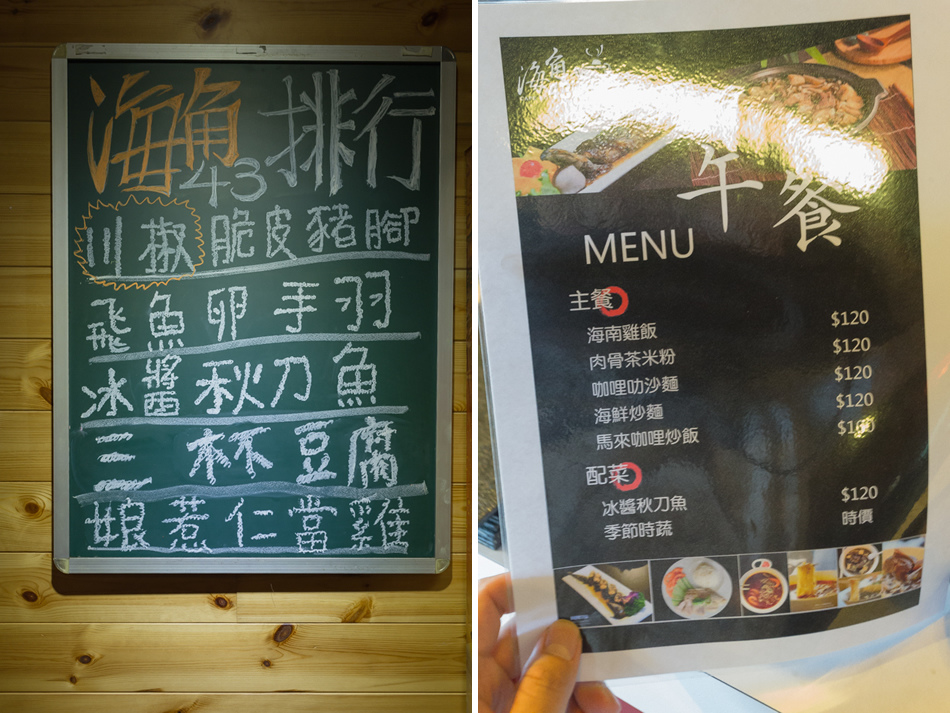 海角 排行
43
川椒 脆皮豬腳
飛魚卵手羽
冰醬秋刀魚
三杯豆腐
娘惹仁當雞
海角
午餐
MENU
主餐
海南雞飯 $120
肉骨茶米粉 $120
咖哩叻沙麵 $120
海鮮炒麵 $120
馬來咖哩炒飯
配菜
冰醬秋刀魚 $120
季節時蔬 時價